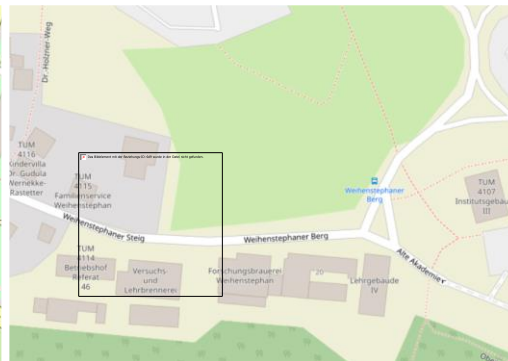 Dr.-Holzner-Weg
TUM
4116
Kindervilla
Dr. Gudula
Wernekke-
Rastetter
TUM
4115
Familienservice
Weihenstephan
Weihenstephaner
Berg
TUM
4107
Institutsgebäu
III
Weihenstephaner Steig
Weihenstephaner Berg
Alte Akademie
TUM
4114
Betriebshof
Referat
46
Versuchs-
und
Lehrbrennerei
Forschungsbrauerei
Weihenstephan
20
Lehrgebäude
IV